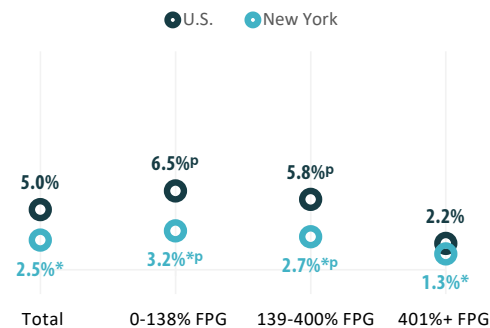 U.S. New York
6.5%ᵖ
5.8%ᵖ
5.0%
2.2%
2.5%*
3.2%*ᵖ
2.7%*ᵖ
1.3%*
Total 0-138% FPG 139-400% FPG 401%+ FPG